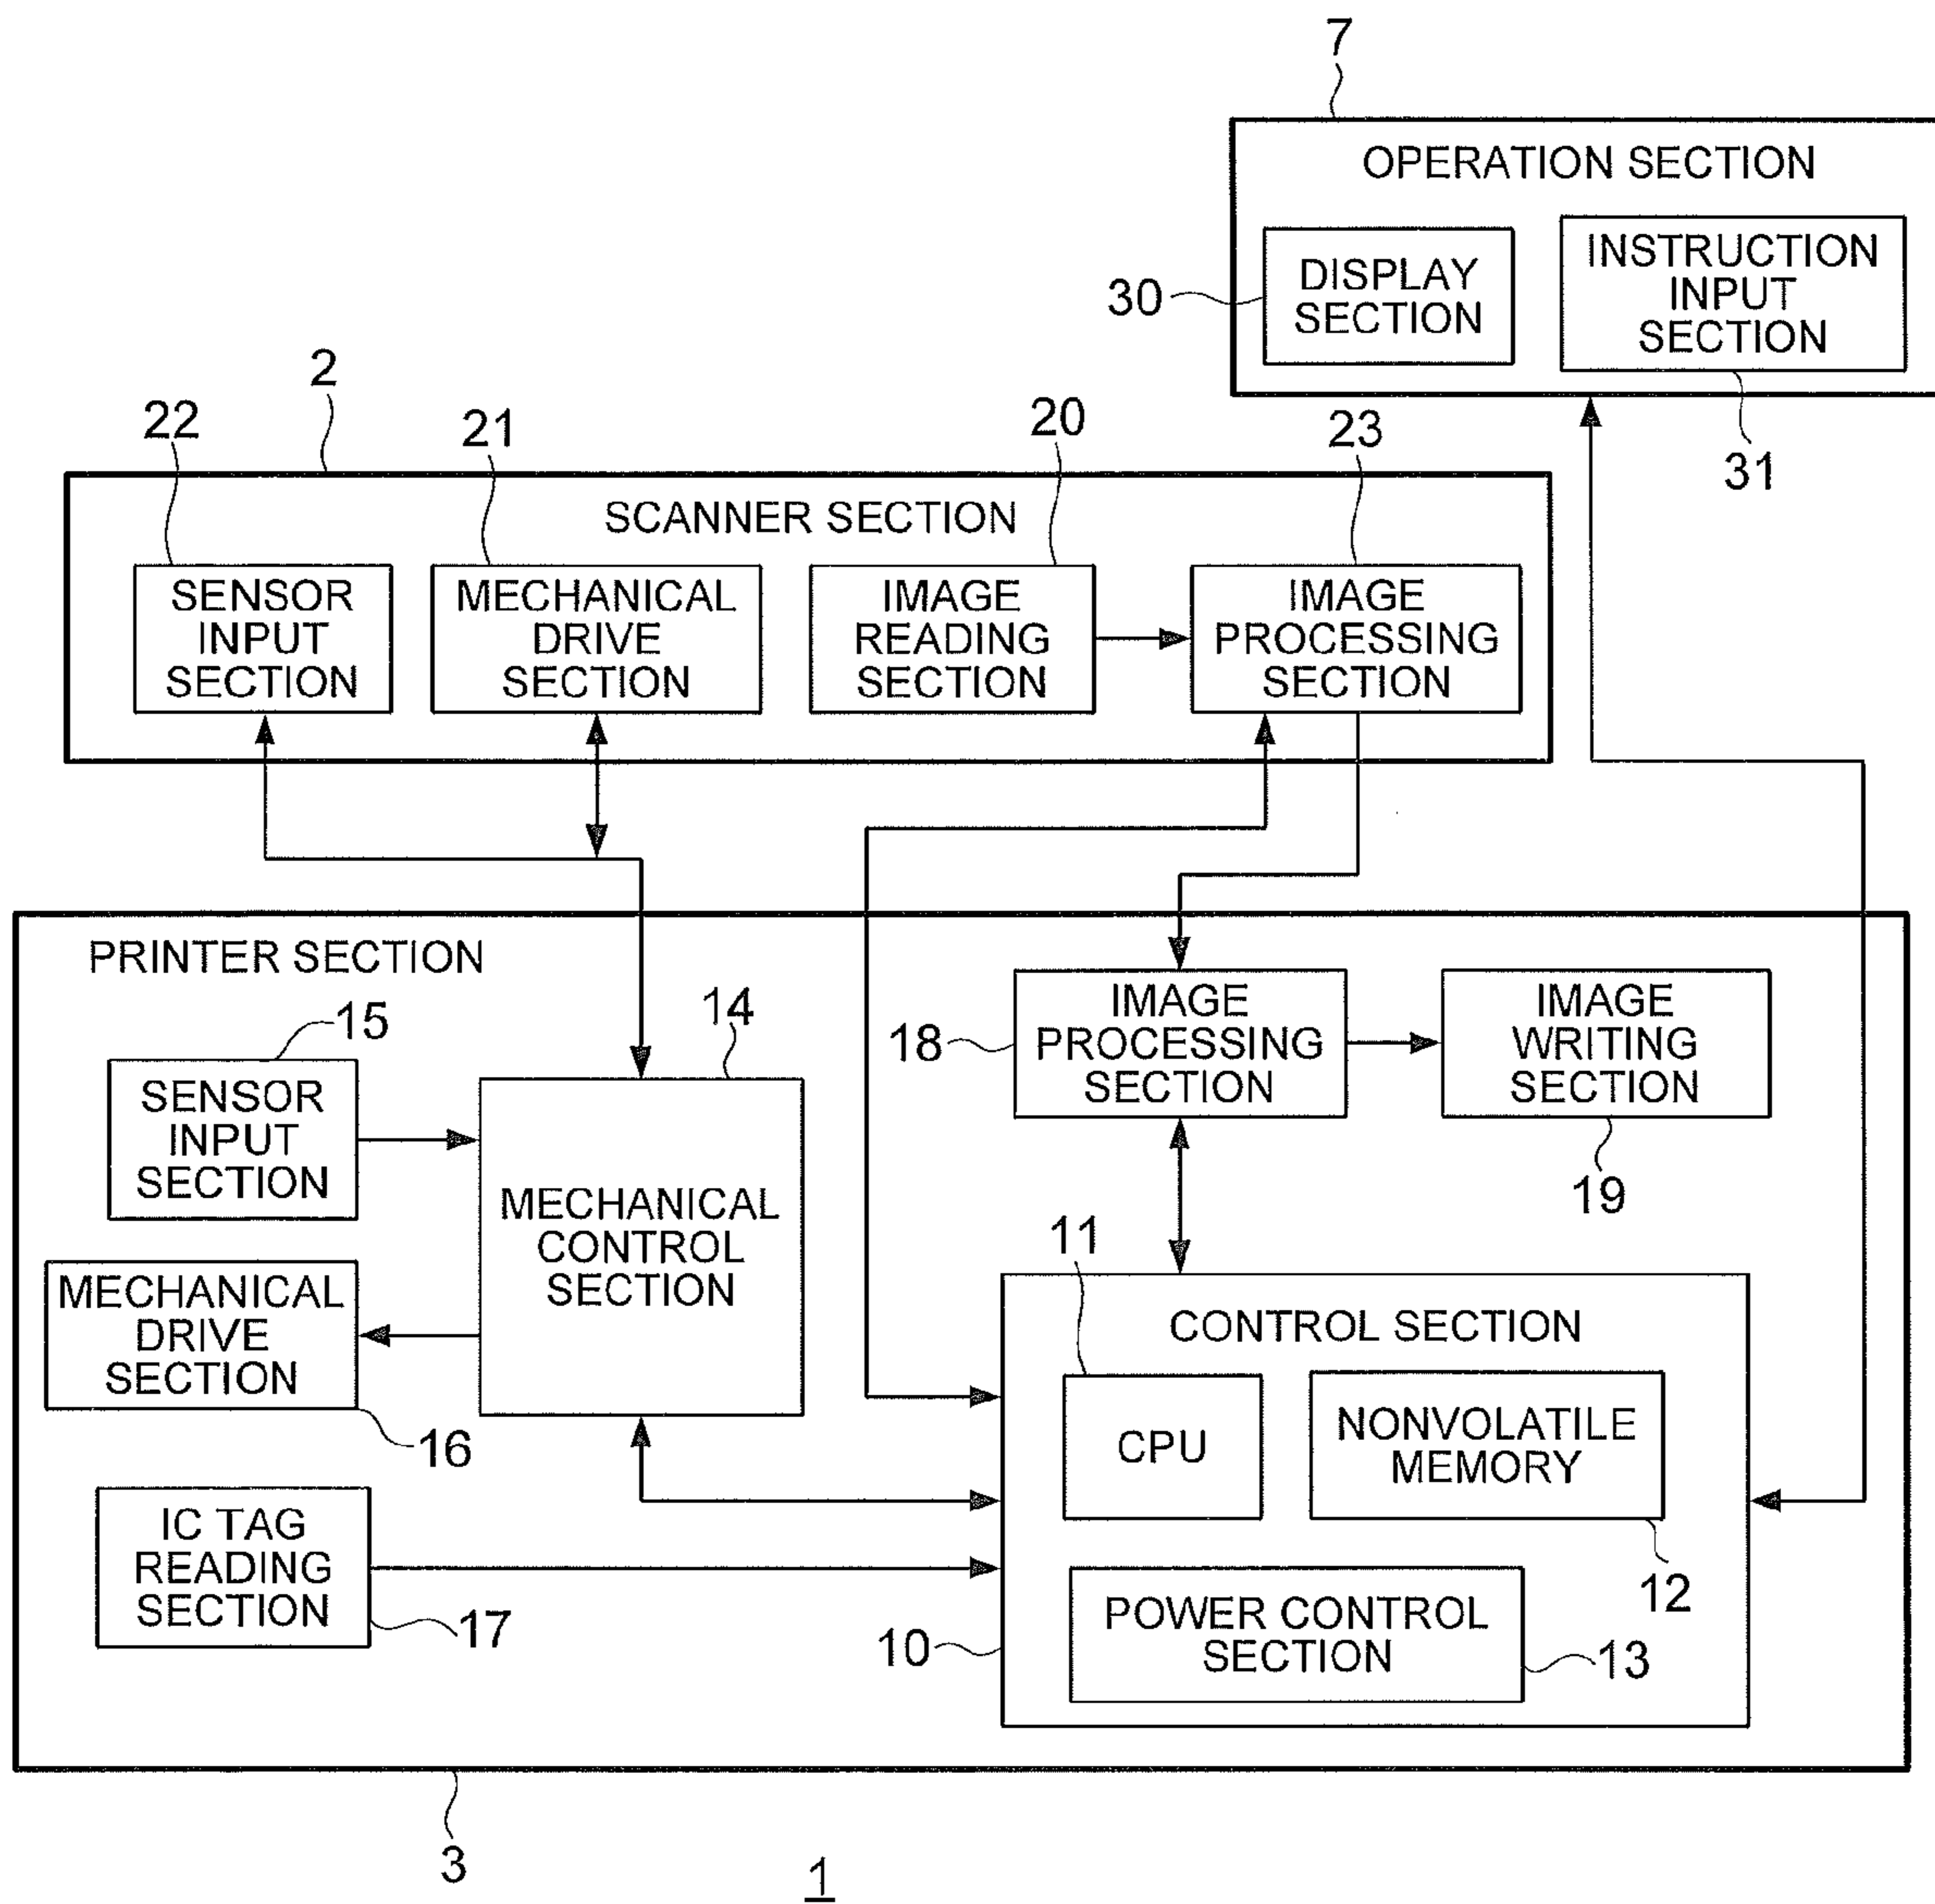 7
OPERATION SECTION
30
DISPLAY
SECTION
INSTRUCTION
INPUT
SECTION
31
2
22
21
20
23
SCANNER SECTION
SENSOR
INPUT
SECTION
MECHANICAL
DRIVE
SECTION
IMAGE
READING
SECTION
IMAGE
PROCESSING
SECTION
PRINTER SECTION
15
SENSOR
INPUT
SECTION
14
MECHANICAL
CONTROL
SECTION
MECHANICAL
DRIVE
SECTION
16
IC TAG
READING
SECTION
17
18
IMAGE
PROCESSING
SECTION
IMAGE
WRITING
SECTION
19
11
CONTROL SECTION
CPU
NONVOLATILE
MEMORY
12
10
POWER CONTROL
SECTION
13
3
1